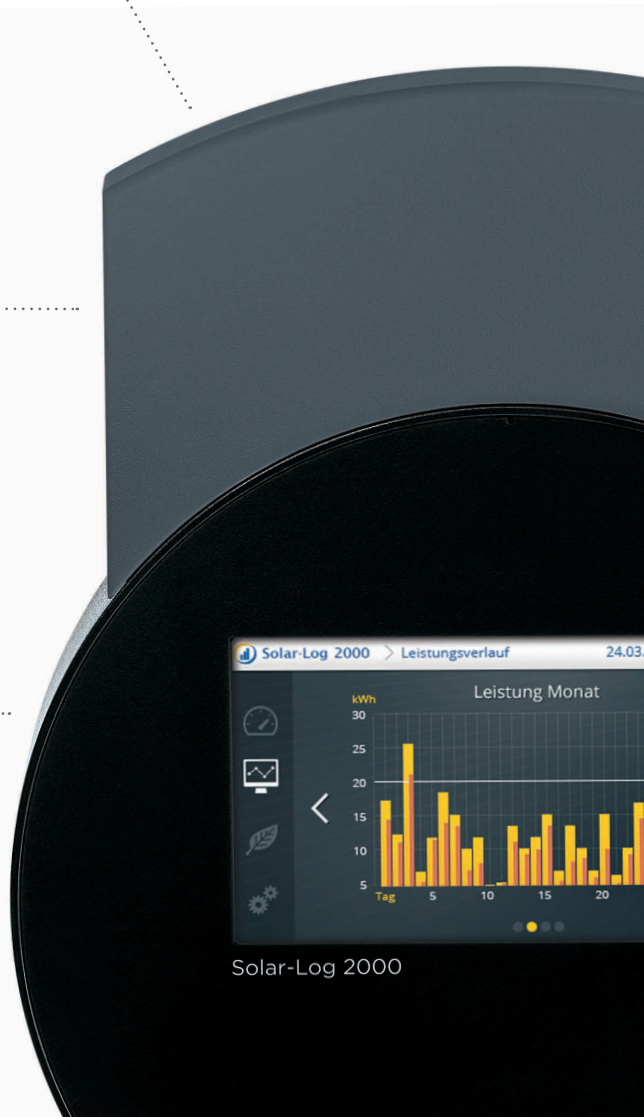 Solar-Log 2000 Leistungsverlauf 24.03.
Leistung Monat
kWh
30
25
20
15
10
5
Tag 5 10 15 20
Solar-Log 2000